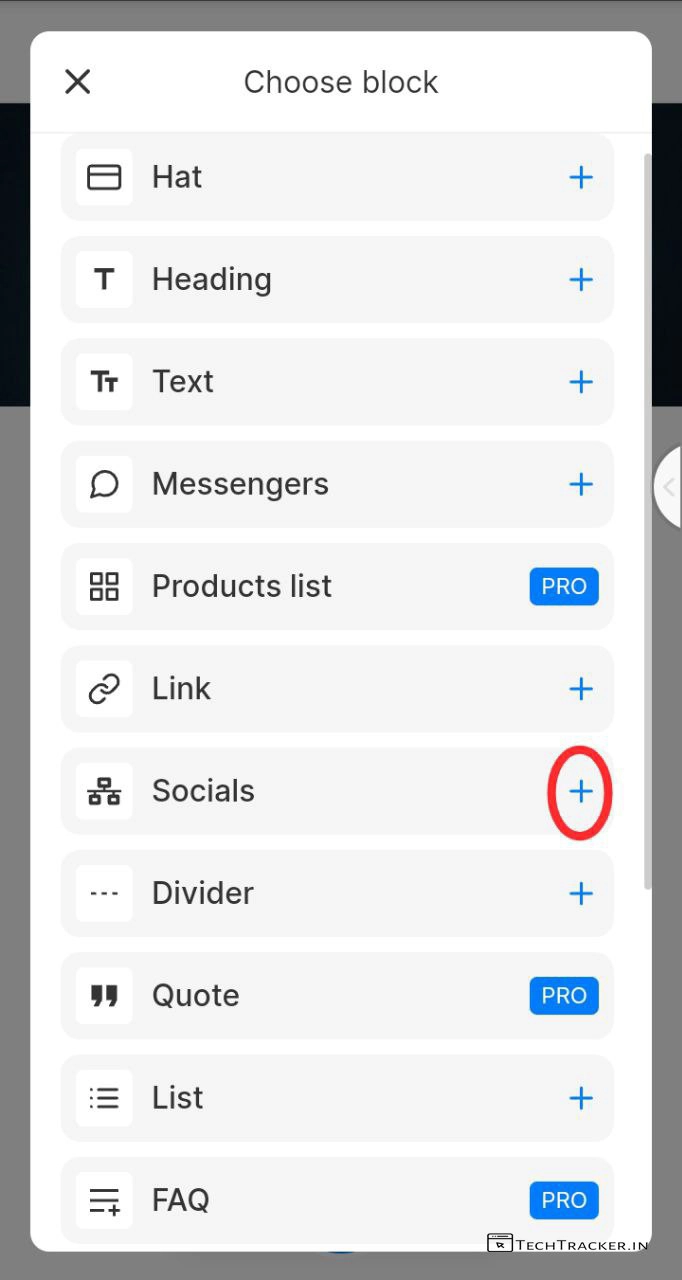 Choose block
Hat
Heading
Text
Messengers
Products list PRO
Link
Socials
Divider
Quote PRO
List
FAQ PRO
TECHTRACKER.IN